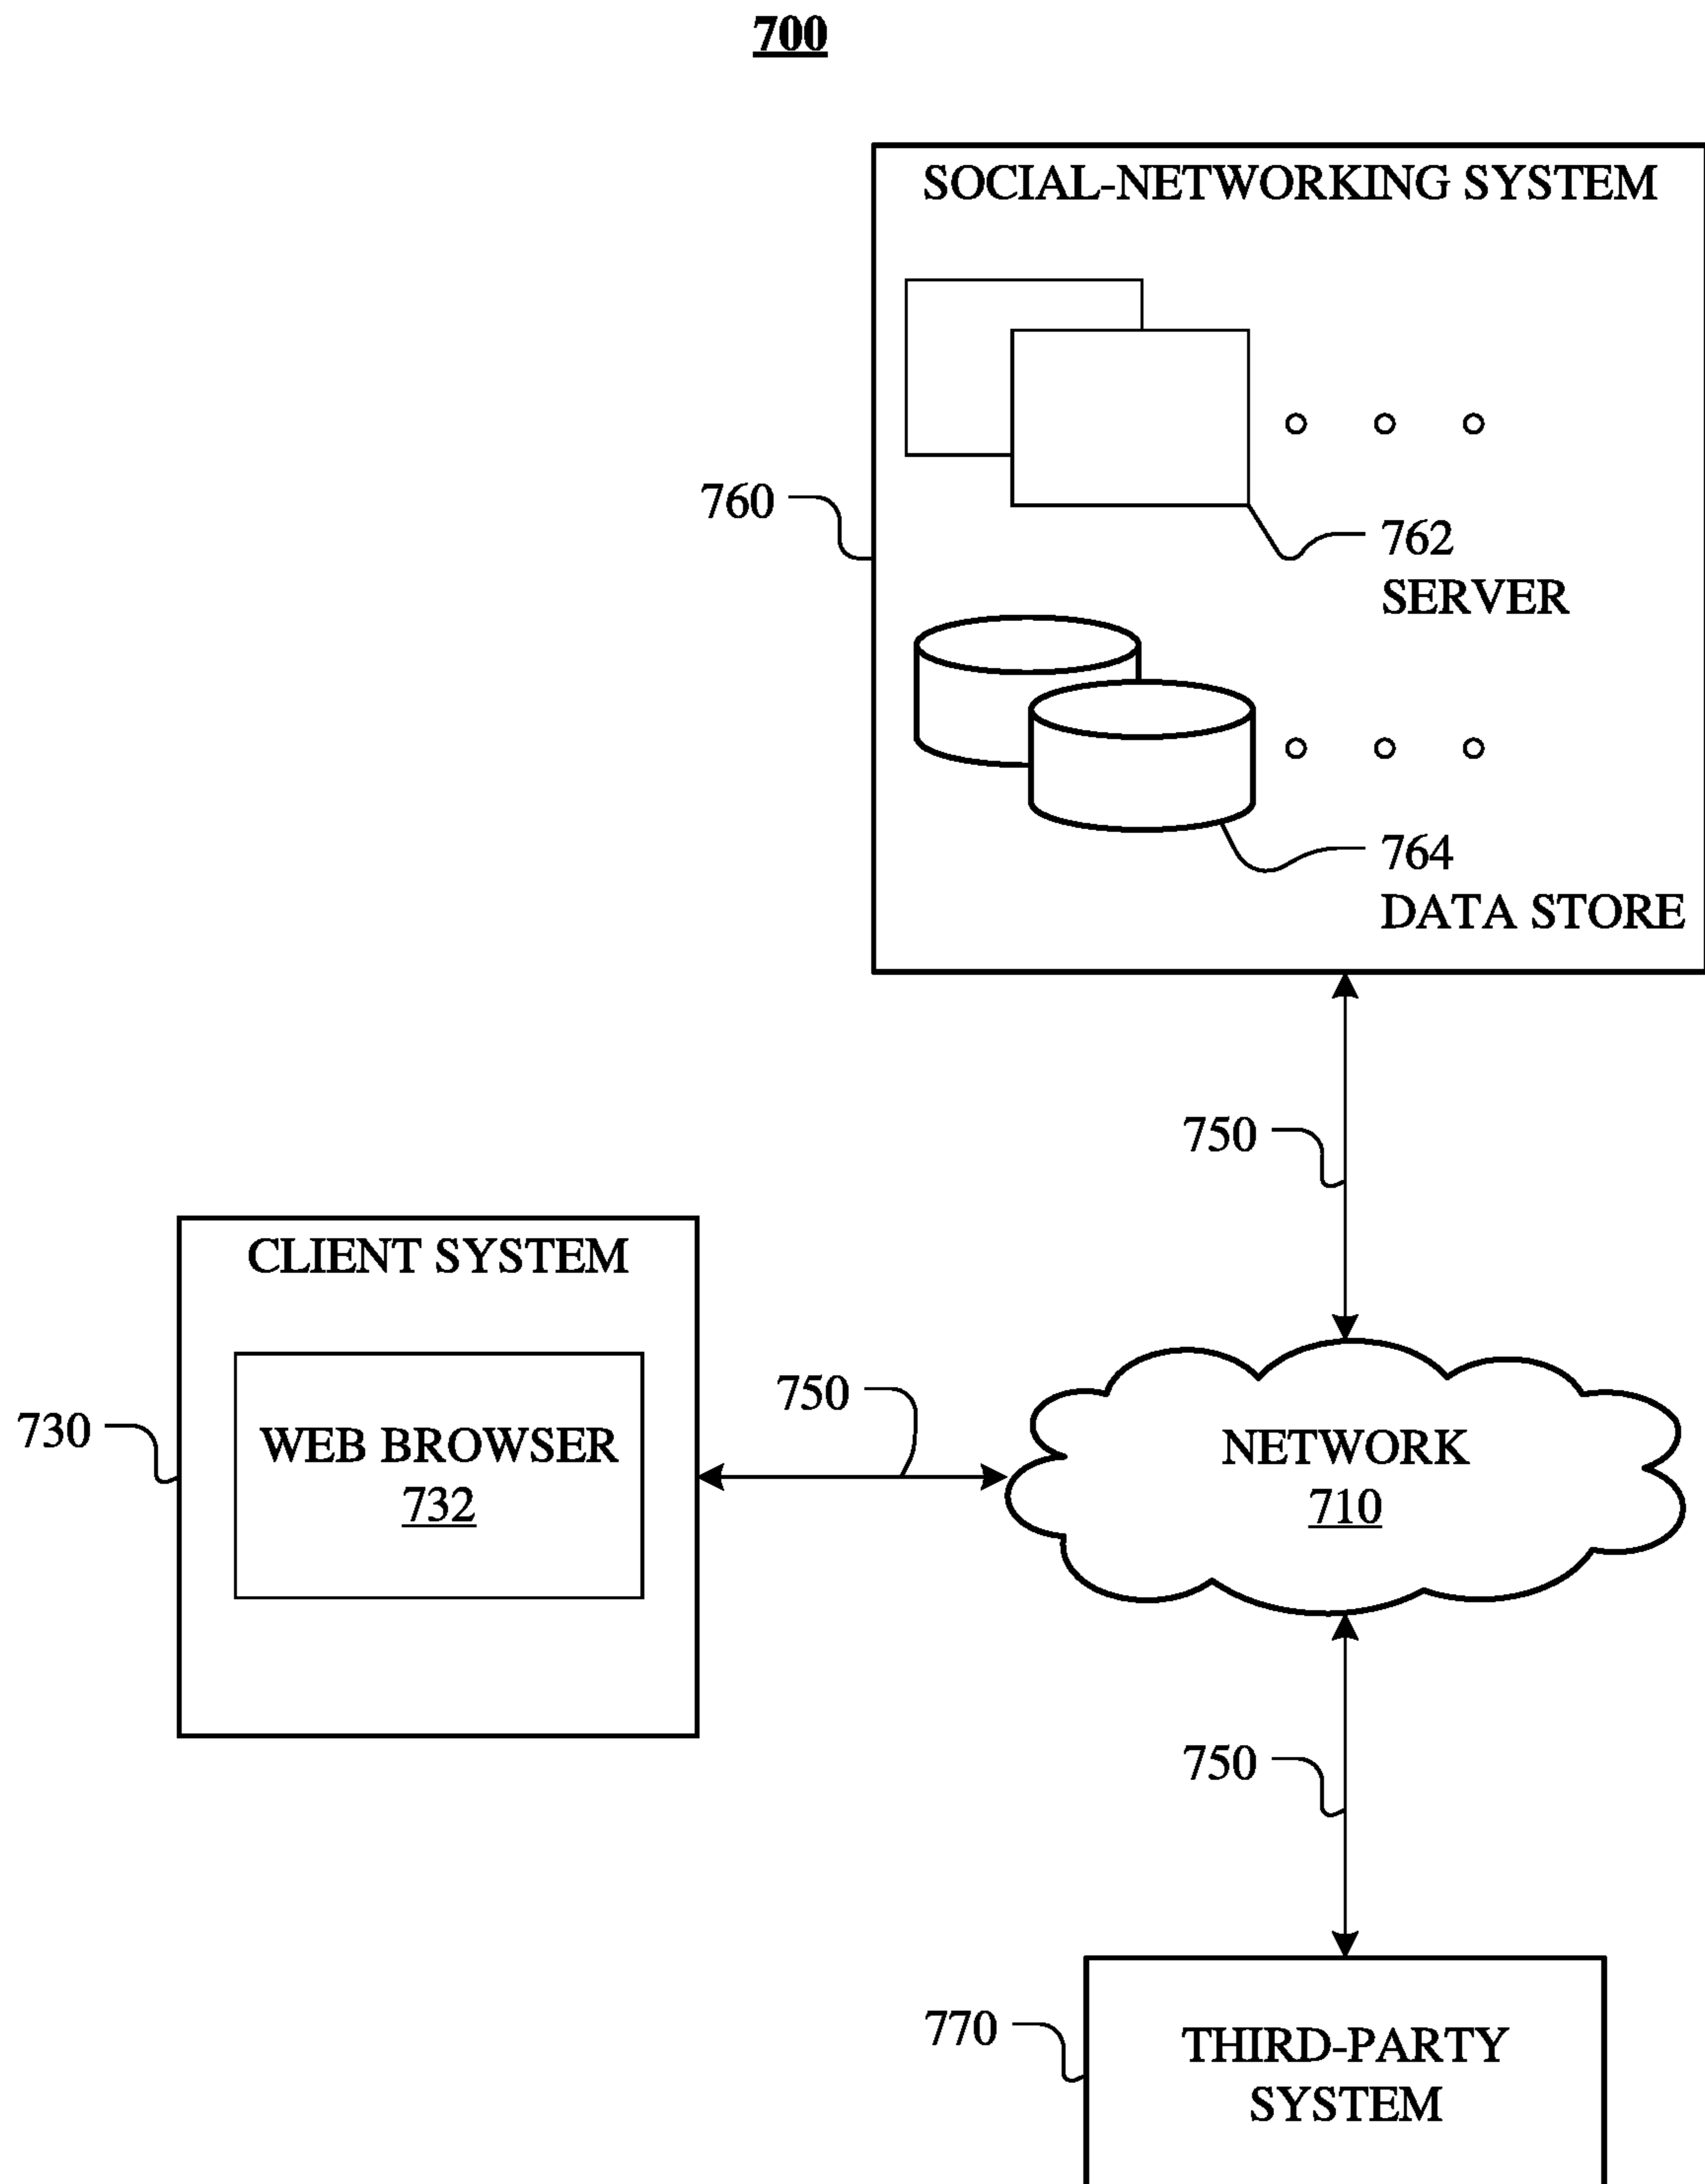 700
SOCIAL-NETWORKING SYSTEM
760
762
SERVER
764
DATA STORE
750
CLIENT SYSTEM
730
WEB BROWSER
732
750
NETWORK
710
750
770
THIRD-PARTY
SYSTEM